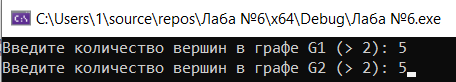 C:\Users\1\source\repos\Лаба №6\x64\Debug\Лаба №6.exe
Введите количество вершин в графе G1 (> 2): 5
Введите количество вершин в графе G2 (> 2): 5